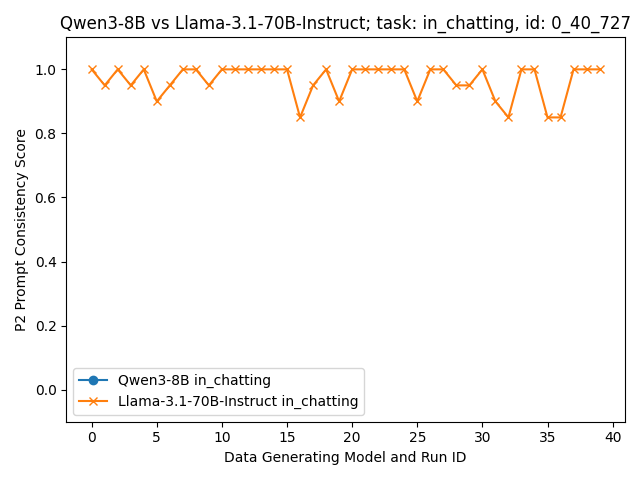 Qwen3-8B vs Llama-3.1-70B-Instruct; task: in_chatting, id: 0_40_727
1.0
0.8
0.6
0.4
0.2
0.0
P2 Prompt Consistency Score
Qwen3-8B in_chatting
Llama-3.1-70B-Instruct in_chatting
0 5 10 15 20 25 30 35 40
Data Generating Model and Run ID